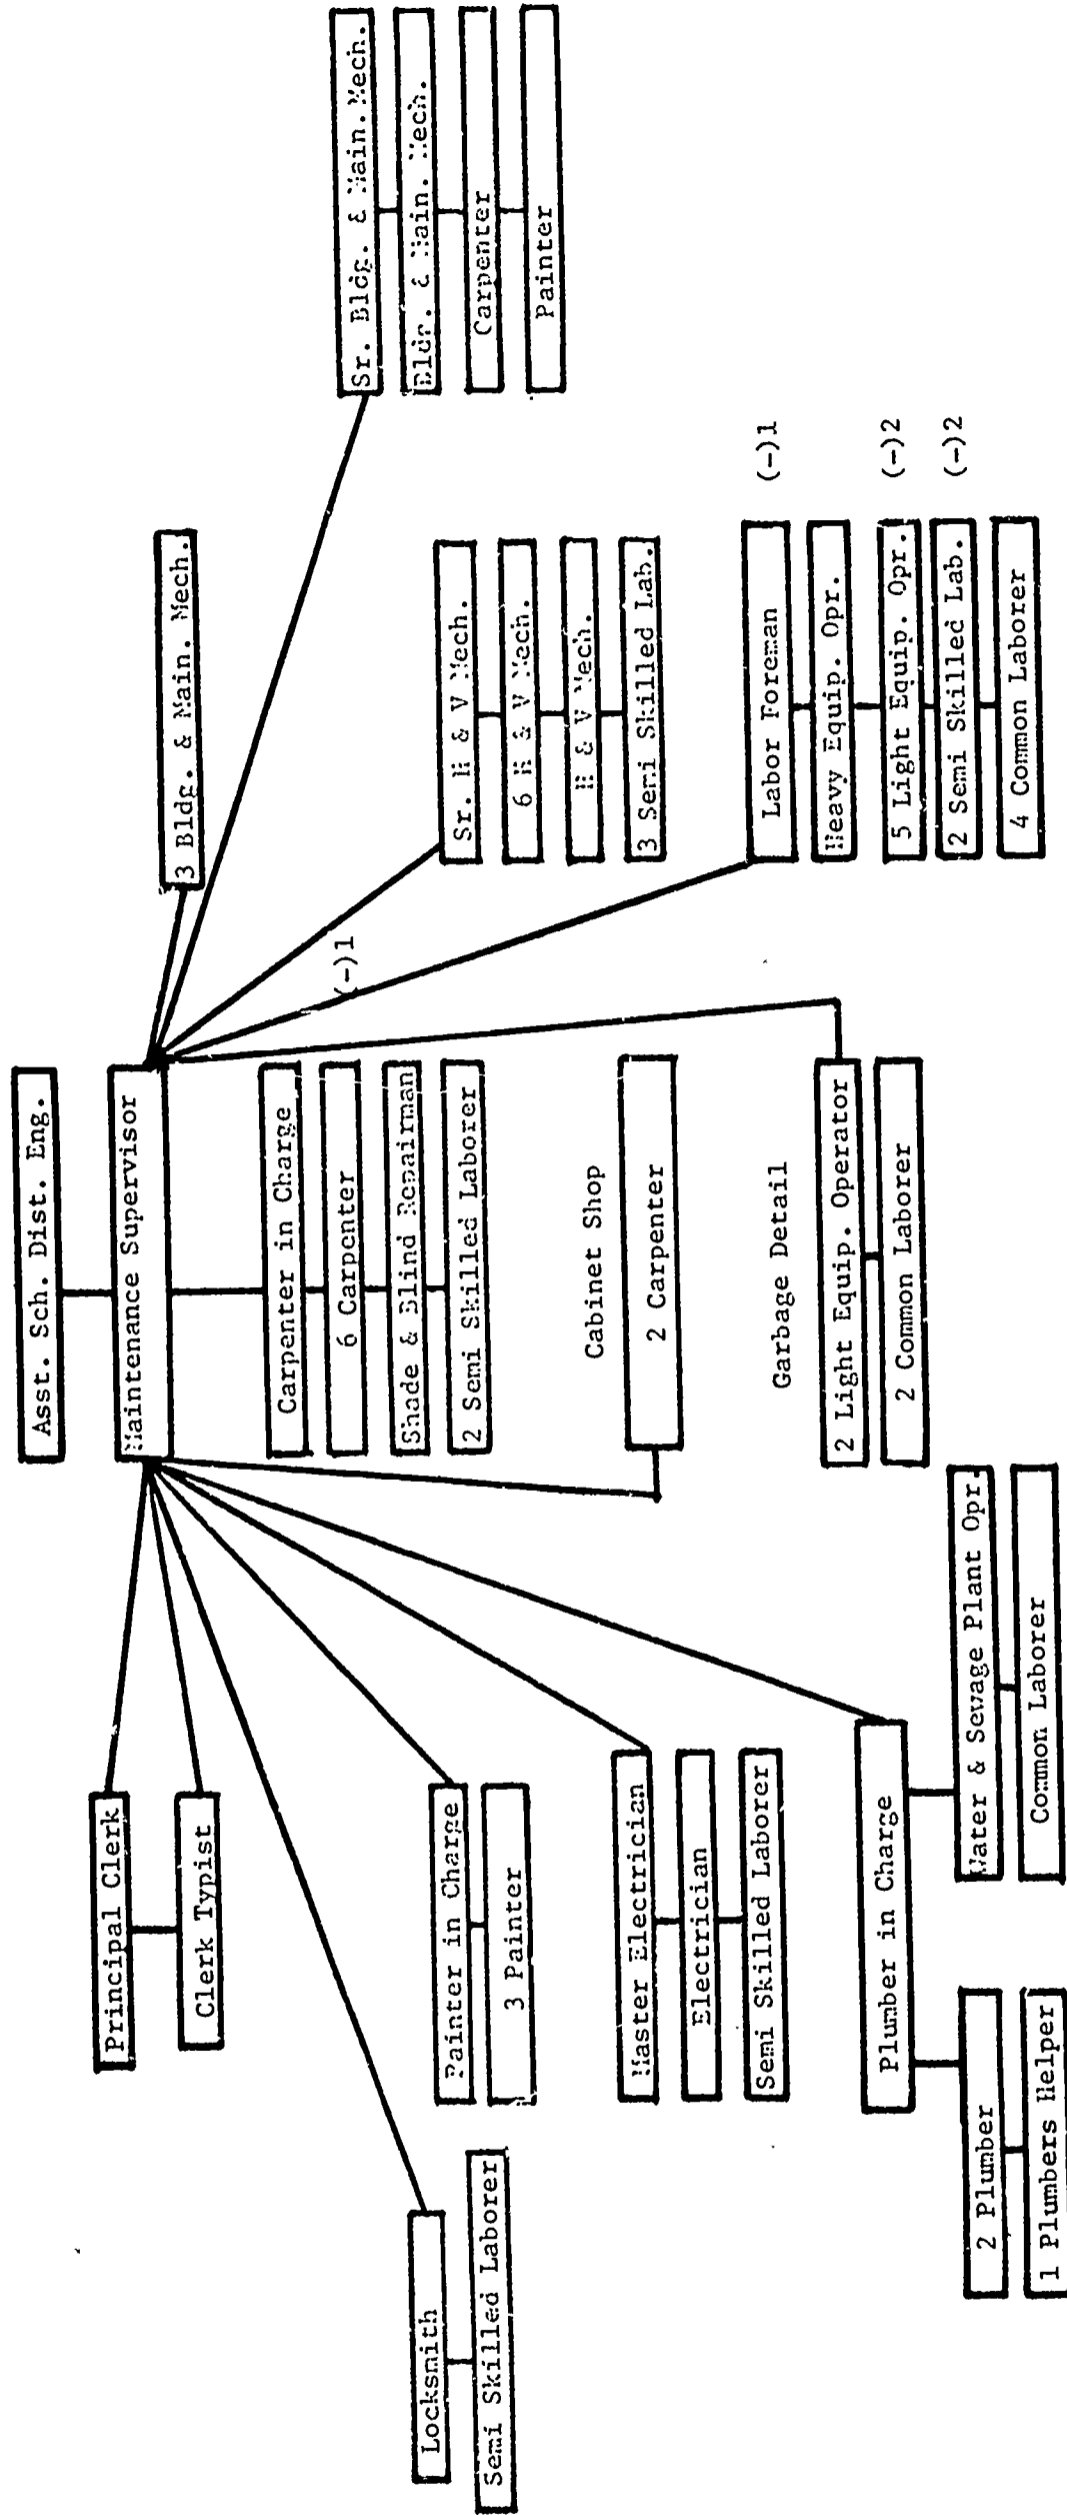 Asst. Sch. Dist. Eng.
Maintenance Supervisor
Principal Clerk
Clerk Typist
Locksmith
Semi Skilled Laborer
Painter in Charge
3 Painter
Master Electrician
Electrician
Semi Skilled Laborer
Plumber in Charge
2 Plumber
1 Plumbers Helper
Water & Sewage Plant Opr.
Common Laborer
Carpenter in Charge
(-)1
6 Carpenter
Shade & Blind Repairman
2 Semi Skilled Laborer
Cabinet Shop
2 Carpenter
Garbage Detail
2 Light Equip. Operator
2 Common Laborer
3 Bldg. & Main. Mech.
Sr. H & V Mech.
6 H & V Mech.
H & V Mech.
3 Semi Skilled Lab.
Labor Foreman (-)1
Heavy Equip. Opr.
5 Light Equip. Opr. (-)2
2 Semi Skilled Lab. (-)2
4 Common Laborer
Sr. Bldg. & Main. Mech.
Bldg. & Main. Mech.
Carpenter
Painter